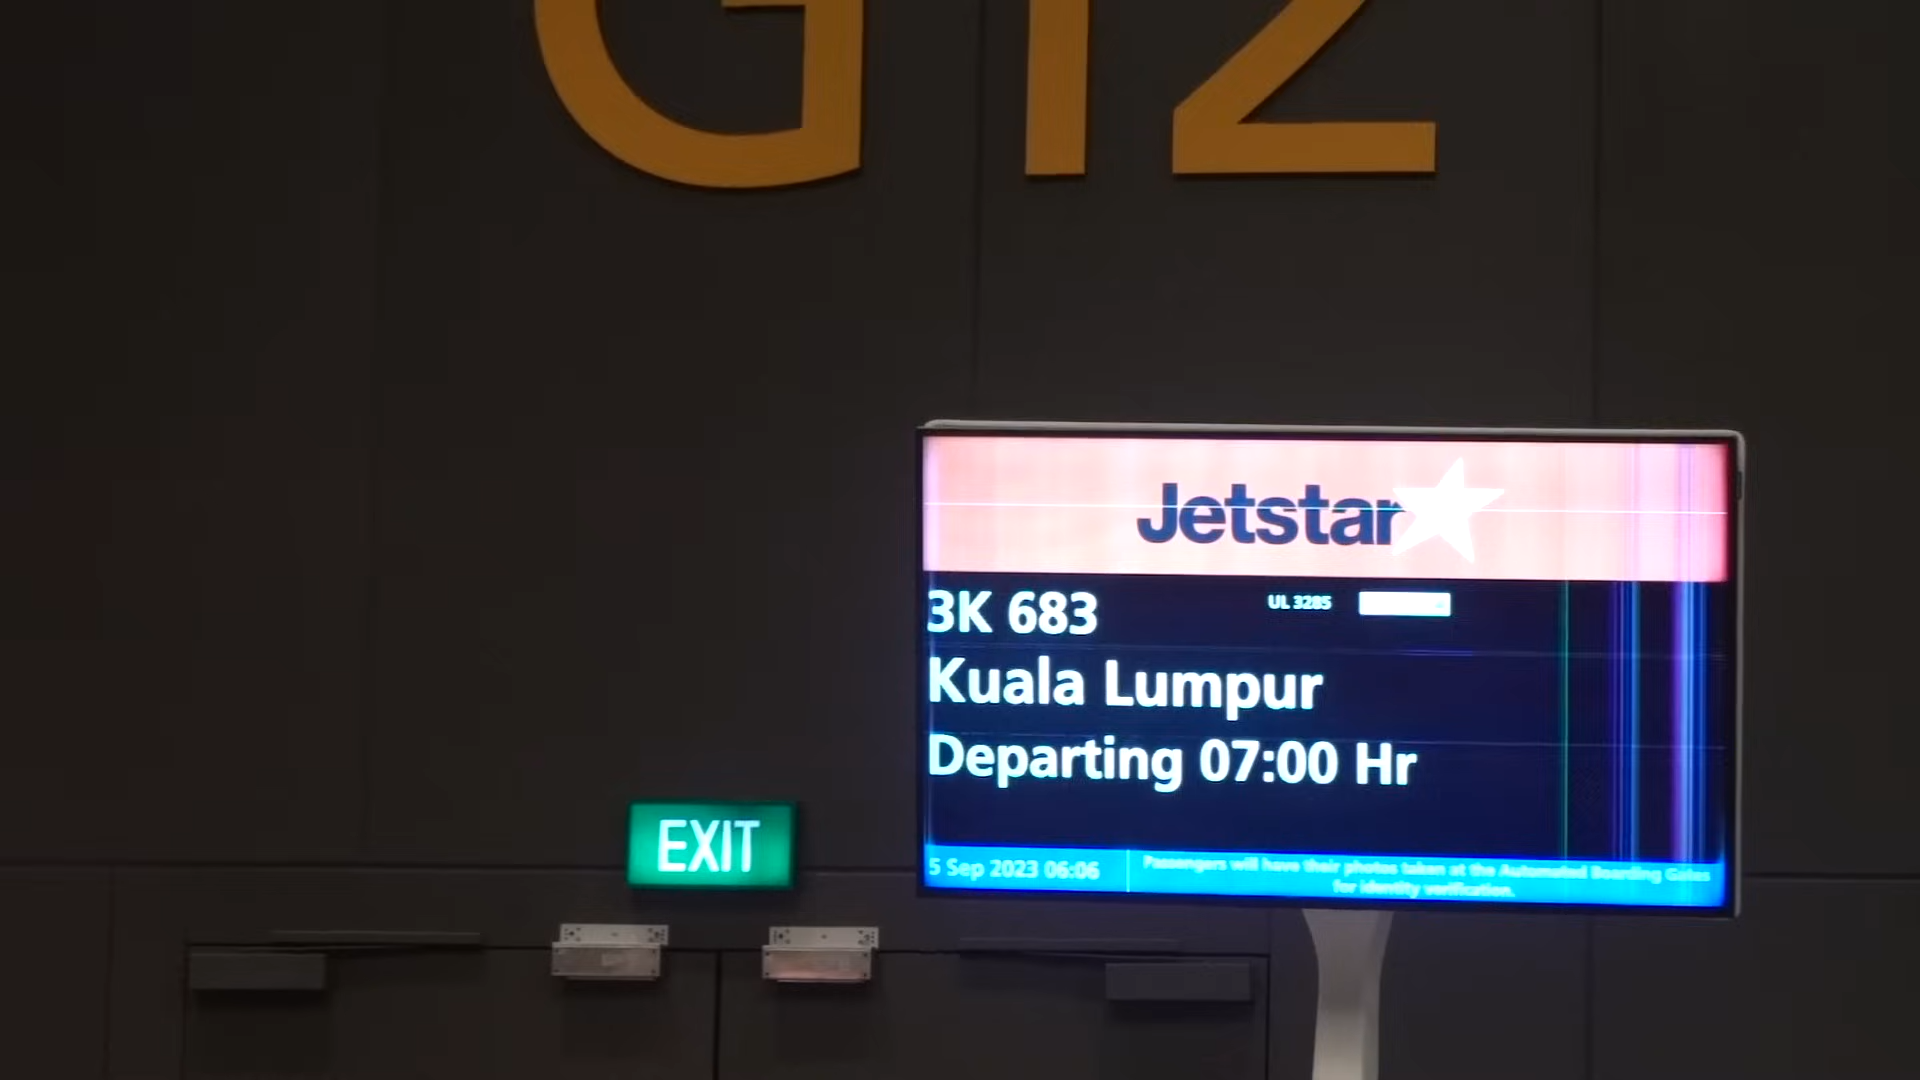 G12
Jetstar
3K 683
UL 3285
Kuala Lumpur
Departing 07:00 Hr
EXIT
5 Sep 2023 06:06
Passengers will have their photos taken at the Automated Boarding Gates
for identity verification.